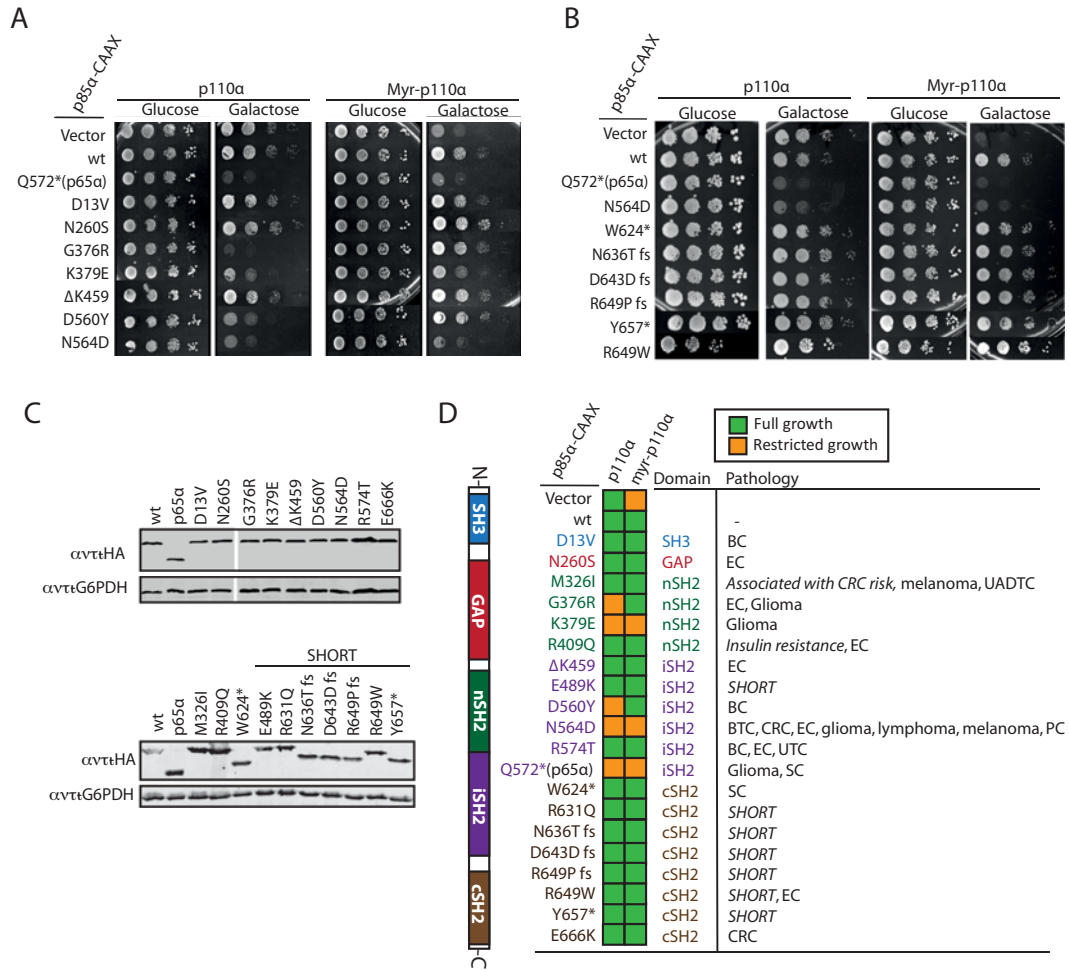 A
p85α-CAAX
p110α
Myr-p110α
Glucose
Galactose
Glucose
Galactose
Vector
wt
Q572*(p65α)
D13V
N260S
G376R
K379E
ΔK459
D560Y
N564D
B
p85α-CAAX
p110α
Myr-p110α
Glucose
Galactose
Glucose
Galactose
Vector
wt
Q572*(p65α)
N564D
W624*
N636T fs
D643D fs
R649P fs
Y657*
R649W
C
wt p65α D13V N260S G376R K379E ΔK459 D560Y N564D R574T E666K
αντιHA
αντιG6PDH
SHORT
wt p65α M326I R409Q W624* E489K R631Q N636T fs D643D fs R649P fs R649W Y657*
αντιHA
αντιG6PDH
D
Full growth
Restricted growth
N-
SH3
GAP
nSH2
iSH2
cSH2
-C
p85α-CAAX p110α myr-p110α Domain Pathology
Vector
wt -
D13V SH3 BC
N260S GAP EC
M326I nSH2 Associated with CRC risk, melanoma, UADTC
G376R nSH2 EC, Glioma
K379E nSH2 Glioma
R409Q nSH2 Insulin resistance, EC
ΔK459 iSH2 EC
E489K iSH2 SHORT
D560Y iSH2 BC
N564D iSH2 BTC, CRC, EC, glioma, lymphoma, melanoma, PC
R574T iSH2 BC, EC, UTC
Q572*(p65α) iSH2 Glioma, SC
W624* cSH2 SC
R631Q cSH2 SHORT
N636T fs cSH2 SHORT
D643D fs cSH2 SHORT
R649P fs cSH2 SHORT
R649W cSH2 SHORT, EC
Y657* cSH2 SHORT
E666K cSH2 CRC